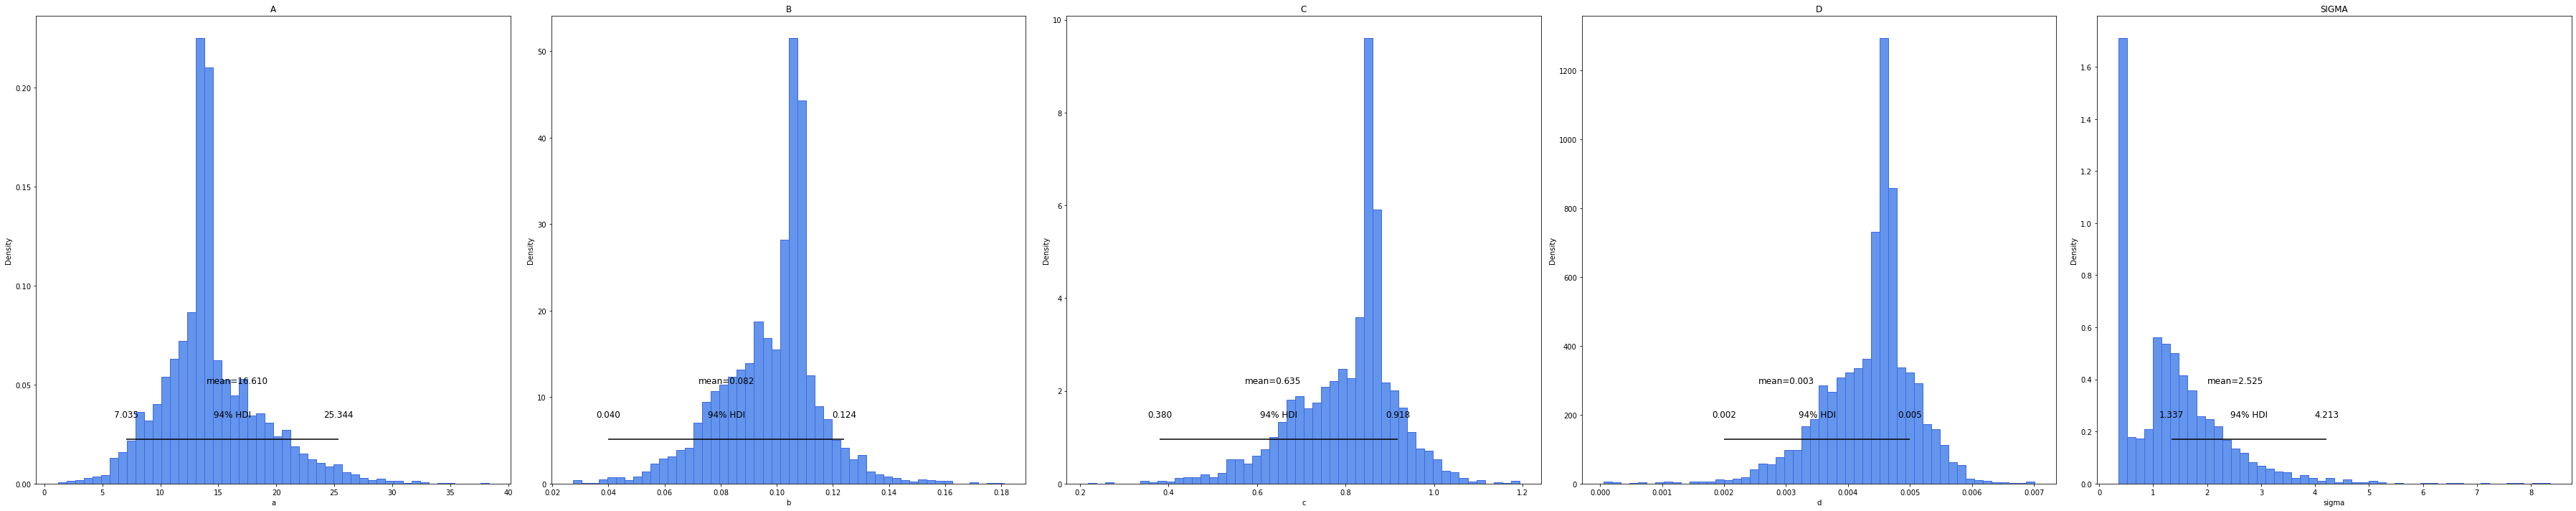 A
Density
0.20
0.15
0.10
0.05
0.00
mean=16.610
7.035 94% HDI 25.344
0 5 10 15 20 25 30 35 40
a
B
Density
50
40
30
20
10
0
mean=0.082
0.040 94% HDI 0.124
0.02 0.04 0.06 0.08 0.10 0.12 0.14 0.16 0.18
b
C
Density
10
8
6
4
2
0
mean=0.635
0.380 94% HDI 0.918
0.2 0.4 0.6 0.8 1.0 1.2
c
D
Density
1200
1000
800
600
400
200
0
mean=0.003
0.002 94% HDI 0.005
0.000 0.001 0.002 0.003 0.004 0.005 0.006 0.007
d
SIGMA
Density
1.6
1.4
1.2
1.0
0.8
0.6
0.4
0.2
0.0
mean=2.525
1.337 94% HDI 4.213
0 1 2 3 4 5 6 7 8
sigma